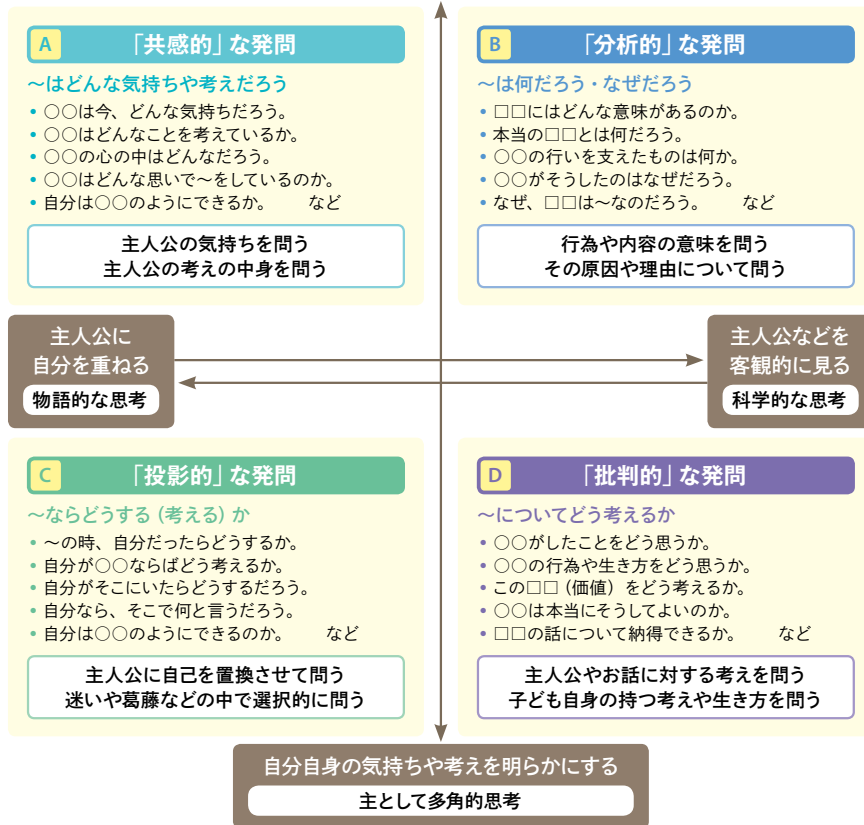 A 「共感的」な発問
~はどんな気持ちや考えだろう
• ○○は今、どんな気持ちだろう。
• ○○はどんなことを考えているか。
• ○○の心の中はどんなだろう。
• ○○はどんな思いで~をしているのか。
• 自分は○○のようにできるか。 など
主人公の気持ちを問う
主人公の考えの中身を問う
B 「分析的」な発問
~は何だろう・なぜだろう
• □□にはどんな意味があるのか。
• 本当の□□とは何だろう。
• ○○の行いを支えたものは何か。
• ○○がそうしたのはなぜだろう。
• なぜ、□□は~なのだろう。 など
行為や内容の意味を問う
その原因や理由について問う
主人公に
自分を重ねる
物語的な思考
主人公などを
客観的に見る
科学的な思考
C 「投影的」な発問
~ならどうする(考える)か
• ~の時、自分だったらどうするか。
• 自分が○○ならばどう考えるか。
• 自分がそこにいたらどうするだろう。
• 自分なら、そこで何と言うだろう。
• 自分は○○のようにできるのか。 など
主人公に自己を置換させて問う
迷いや葛藤などの中で選択的に問う
D 「批判的」な発問
~についてどう考えるか
• ○○がしたことをどう思うか。
• ○○の行為や生き方をどう思うか。
• この□□(価値)をどう考えるか。
• ○○は本当にそうしてよいのか。
• □□の話について納得できるか。 など
主人公やお話に対する考えを問う
子ども自身の持つ考えや生き方を問う
自分自身の気持ちや考えを明らかにする
主として多角的思考